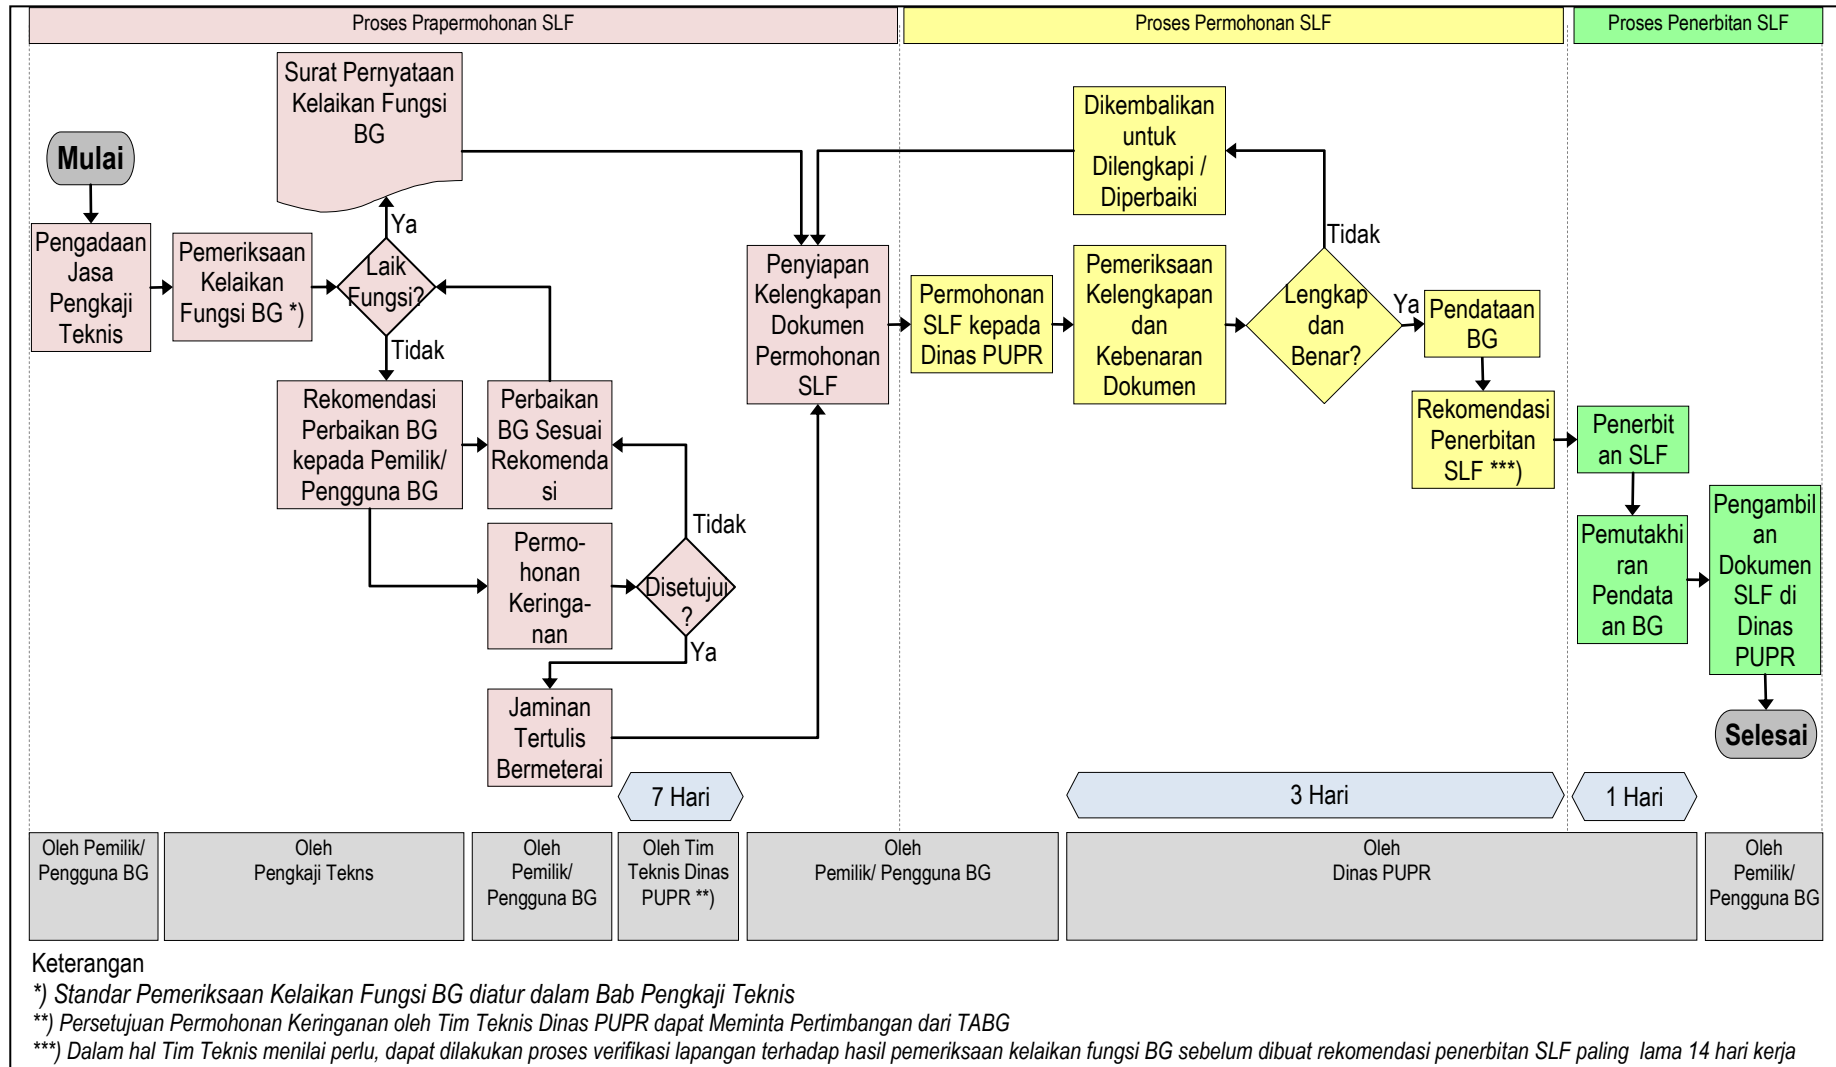 Proses Prapermohonan SLF
Proses Permohonan SLF
Proses Penerbitan SLF
Mulai
Pengadaan
Jasa
Pengkaji
Teknis
Pemeriksaan
Kelaikan
Fungsi BG *)
Laik
Fungsi?
Ya
Surat Pernyataan
Kelaikan Fungsi
BG
Tidak
Rekomendasi
Perbaikan BG
kepada Pemilik/
Pengguna BG
Perbaikan
BG Sesuai
Rekomenda
si
Permo-
honan
Keringa-
nan
Disetujui
?
Tidak
Ya
Jaminan
Tertulis
Bermeterai
Penyiapan
Kelengkapan
Dokumen
Permohonan
SLF
Permohonan
SLF kepada
Dinas PUPR
Pemeriksaan
Kelengkapan
dan
Kebenaran
Dokumen
Lengkap
dan
Benar?
Tidak
Dikembalikan
untuk
Dilengkapi /
Diperbaiki
Ya
Pendataan
BG
Rekomendasi
Penerbitan
SLF ***)
Penerbit
an SLF
Pemutakhi
ran
Pendata
an BG
Pengambil
an
Dokumen
SLF di
Dinas
PUPR
Selesai
7 Hari
3 Hari
1 Hari
Oleh Pemilik/
Pengguna BG
Oleh
Pengkaji Tekns
Oleh
Pemilik/
Pengguna BG
Oleh Tim
Teknis Dinas
PUPR **)
Oleh
Pemilik/ Pengguna BG
Oleh
Dinas PUPR
Oleh
Pemilik/
Pengguna BG
Keterangan
*) Standar Pemeriksaan Kelaikan Fungsi BG diatur dalam Bab Pengkaji Teknis
**) Persetujuan Permohonan Keringanan oleh Tim Teknis Dinas PUPR dapat Meminta Pertimbangan dari TABG
***) Dalam hal Tim Teknis menilai perlu, dapat dilakukan proses verifikasi lapangan terhadap hasil pemeriksaan kelaikan fungsi BG sebelum dibuat rekomendasi penerbitan SLF paling lama 14 hari kerja